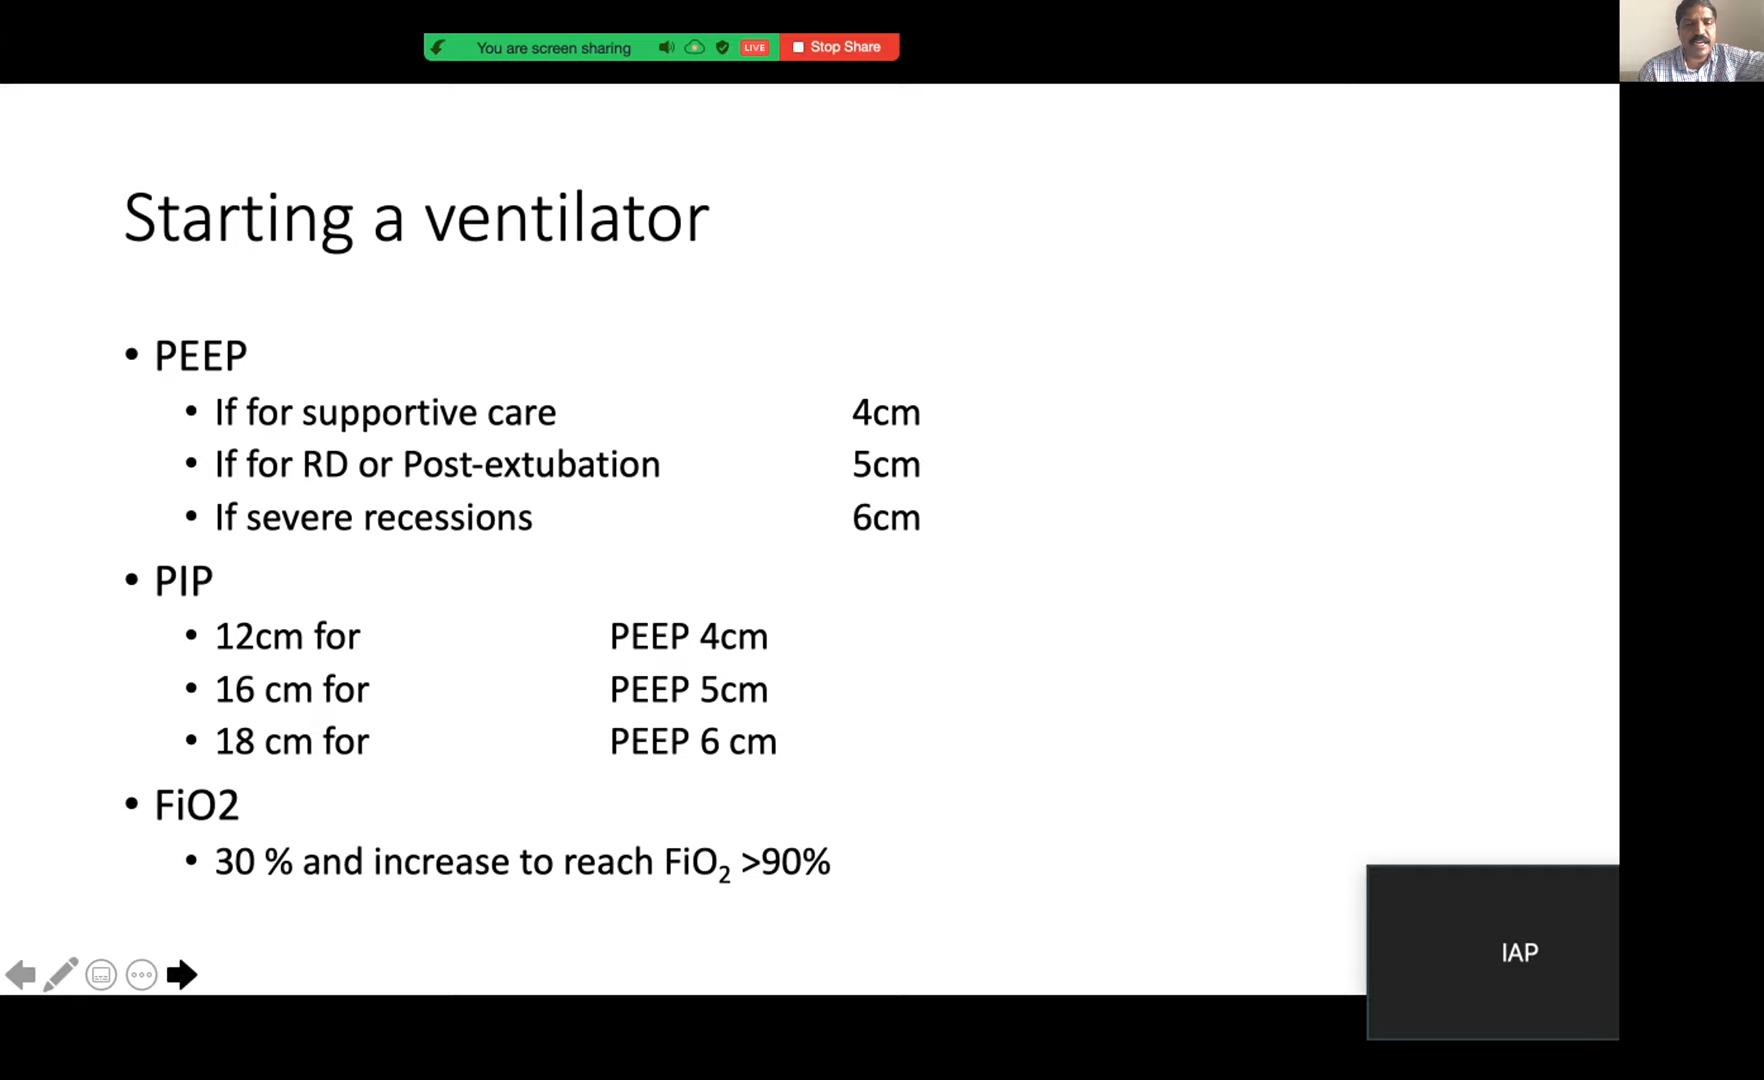 You are screen sharing
LIVE
Stop Share
Starting a ventilator
• PEEP
• If for supportive care 4cm
• If for RD or Post-extubation 5cm
• If severe recessions 6cm
• PIP
• 12cm for PEEP 4cm
• 16 cm for PEEP 5cm
• 18 cm for PEEP 6 cm
• FiO2
• 30 % and increase to reach FiO₂ >90%
IAP